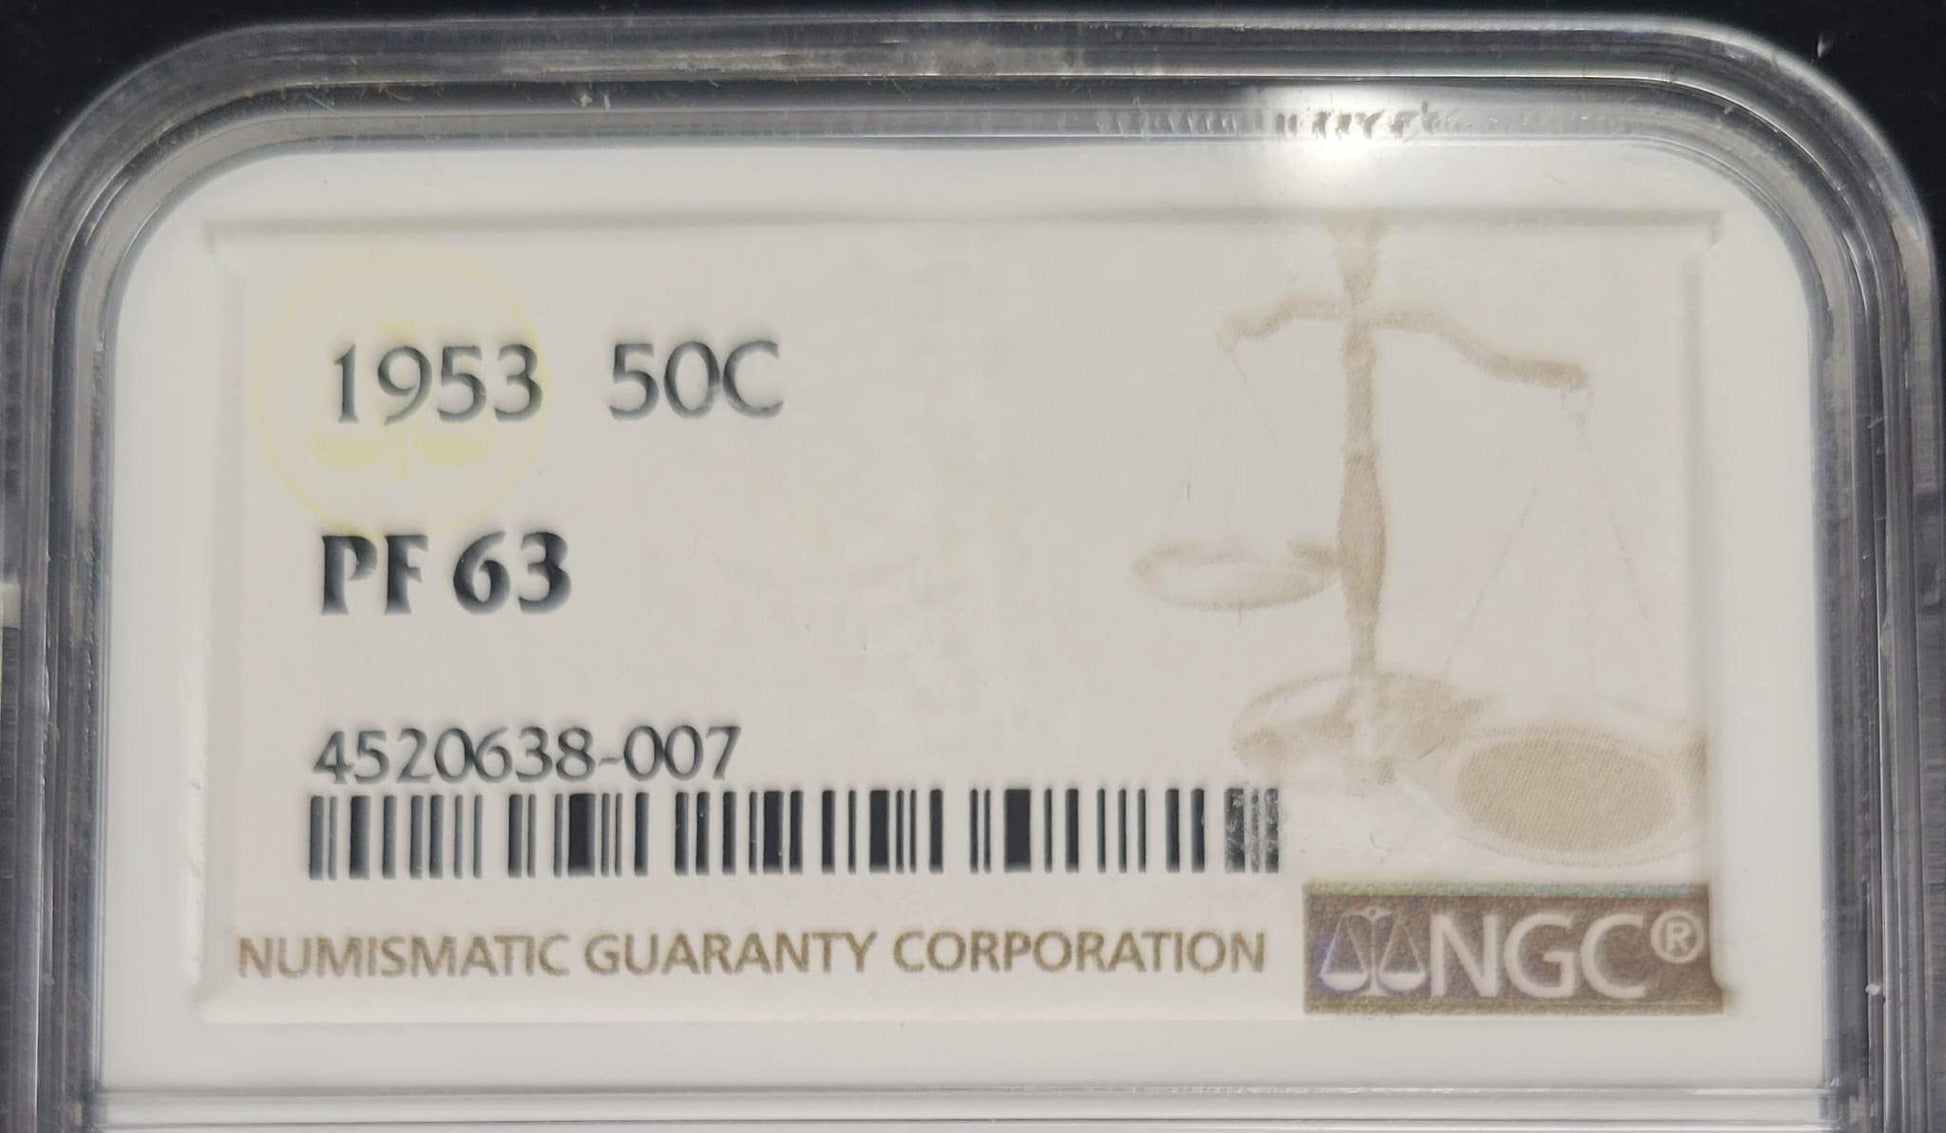 1953 50C
PF 63
4520638-007
NUMISMATIC GUARANTY CORPORATION
NGC®